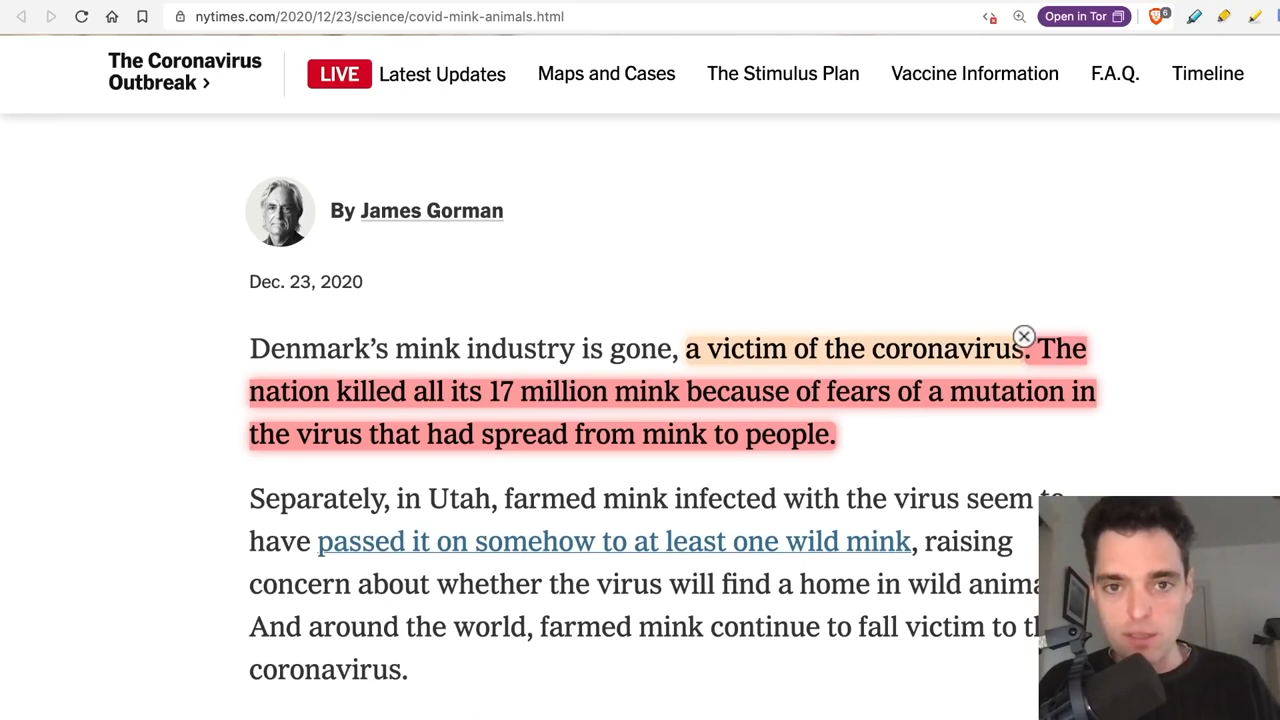 nytimes.com/2020/12/23/science/covid-mink-animals.html
Open in Tor
6
The Coronavirus
Outbreak ›
LIVE Latest Updates Maps and Cases The Stimulus Plan Vaccine Information F.A.Q. Timeline
By James Gorman
Dec. 23, 2020
Denmark’s mink industry is gone, a victim of the coronavirus. The
nation killed all its 17 million mink because of fears of a mutation in
the virus that had spread from mink to people.
Separately, in Utah, farmed mink infected with the virus seem to
have passed it on somehow to at least one wild mink, raising
concern about whether the virus will find a home in wild
And around the world, farmed mink continue to fall victim to
coronavirus.